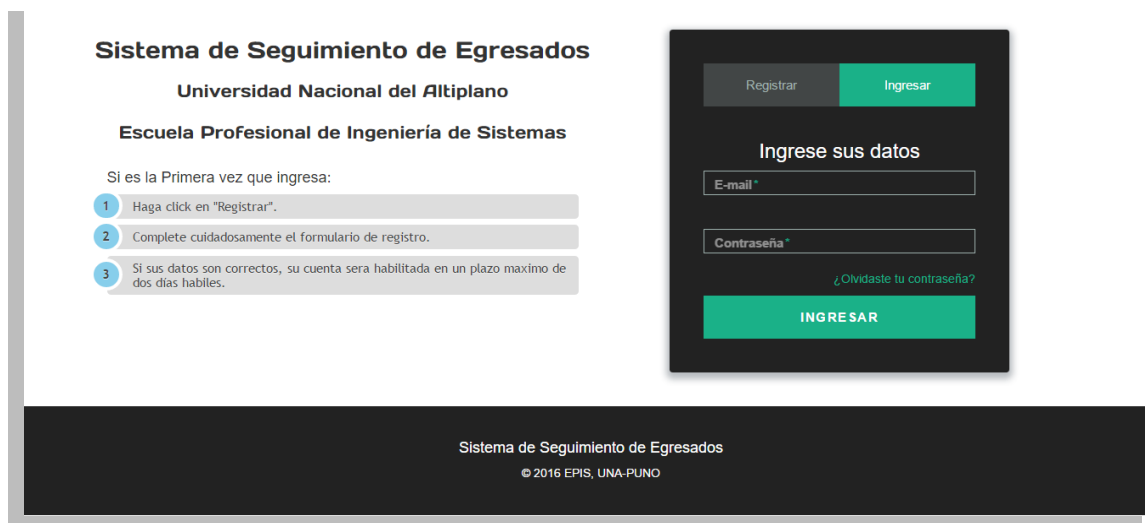 Sistema de Seguimiento de Egresados
Universidad Nacional del Altiplano
Escuela Profesional de Ingeniería de Sistemas
Si es la Primera vez que ingresa:
1 Haga click en "Registrar".
2 Complete cuidadosamente el formulario de registro.
3 Si sus datos son correctos, su cuenta sera habilitada en un plazo maximo de
dos días habiles.
Registrar Ingresar
Ingrese sus datos
E-mail*
Contraseña*
¿Olvidaste tu contraseña?
INGRESAR
Sistema de Seguimiento de Egresados
© 2016 EPIS, UNA-PUNO